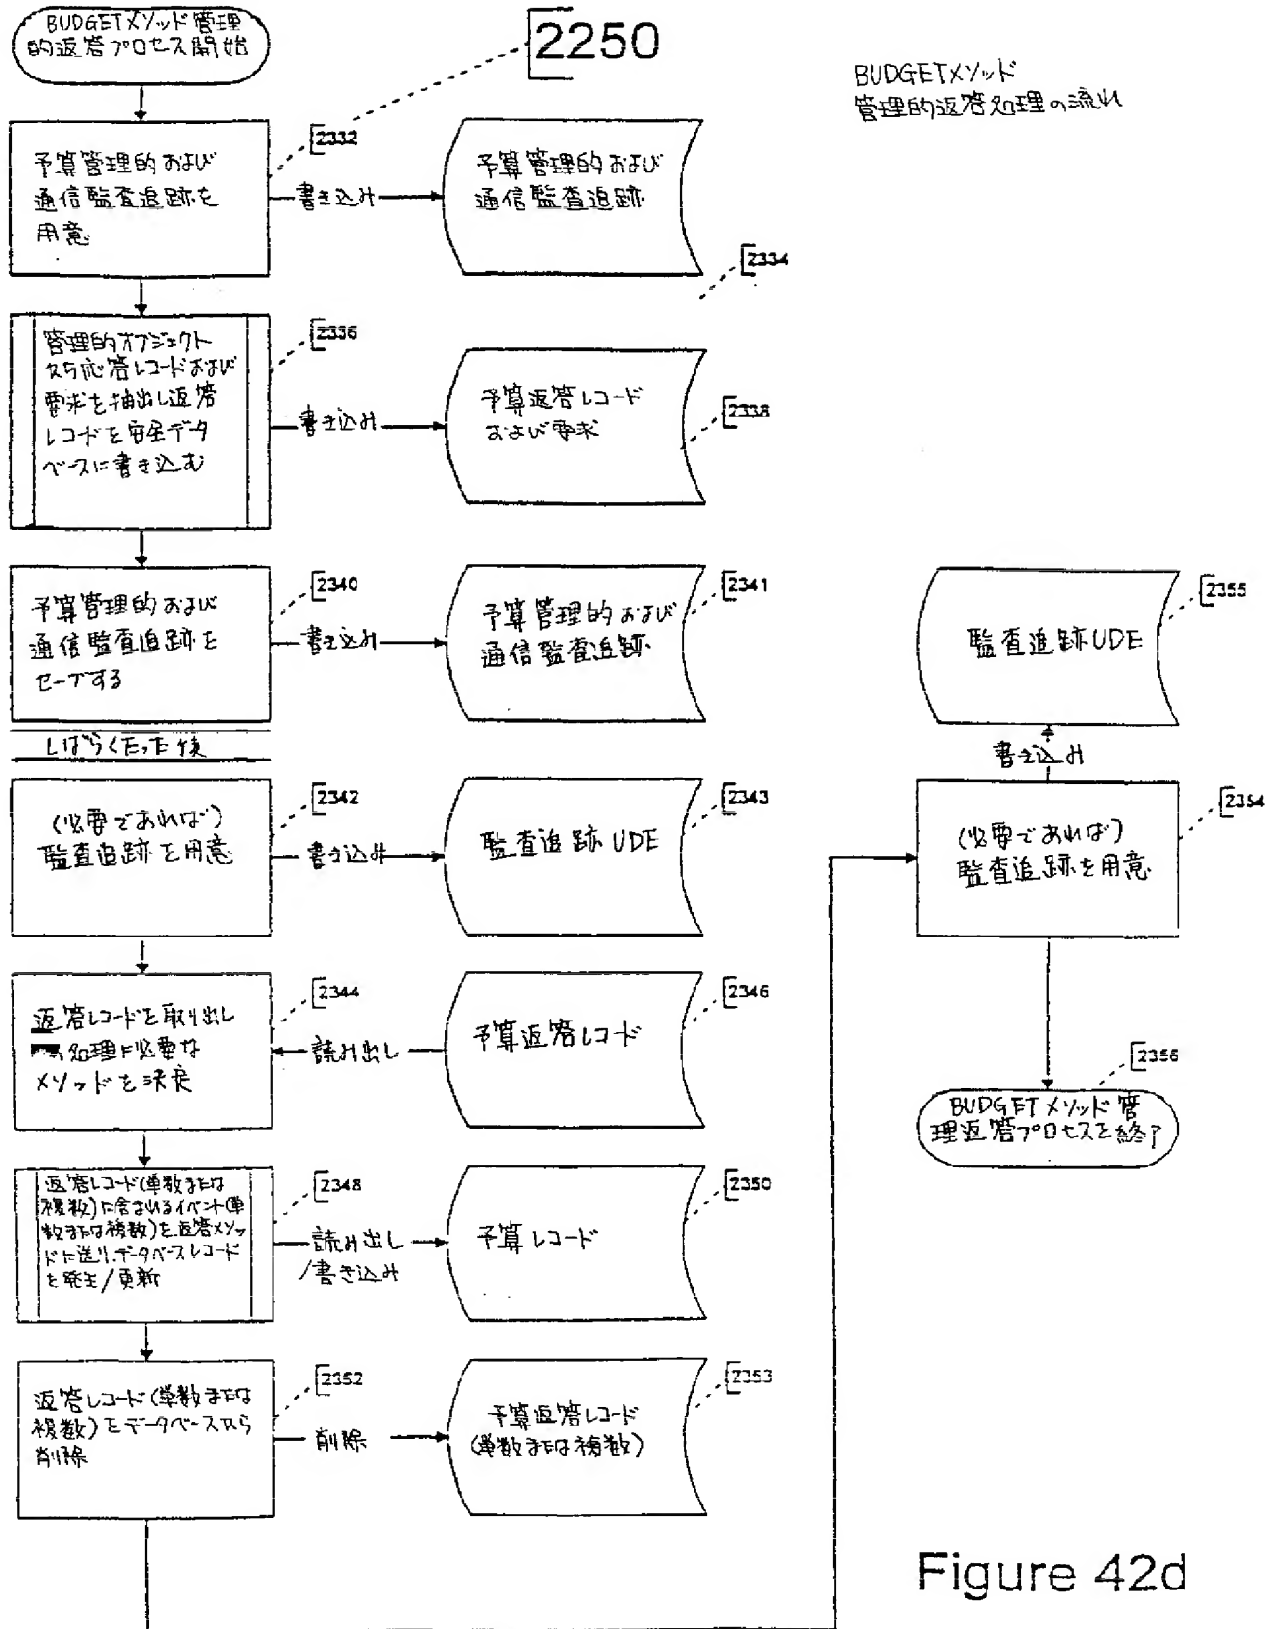 BUDGETメソッド管理
的返答プロセス開始
2250
BUDGETメソッド
管理的返答処理の流れ
予算管理的および
通信監査追跡を
用意
2332
書き込み
予算管理的および
通信監査追跡
2334
管理的オブジェクト
から応答レコードおよび
要求を抽出し返答
レコードを安全データ
ベースに書き込む
2336
書き込み
予算返答レコード
および要求
2338
予算管理的および
通信監査追跡を
セーブする
2340
書き込み
予算管理的および
通信監査追跡
2341
しばらくたった後
(必要であれば)
監査追跡を用意
2342
書き込み
監査追跡UDE
2343
返答レコードを取り出し
処理に必要な
メソッドを決定
2344
読み出し
予算返答レコード
2346
返答レコード(単数または
複数)に含まれるイベント(単
数または複数)を返答メソッ
ドに送り、データベースレコード
を発生/更新
2348
読み出し
/書き込み
予算レコード
2350
返答レコード(単数または
複数)をデータベースから
削除
2352
削除
予算返答レコード
(単数または複数)
2353
監査追跡UDE
2355
書き込み
(必要であれば)
監査追跡を用意
2354
2356
BUDGETメソッド管
理返答プロセスを終了
Figure 42d